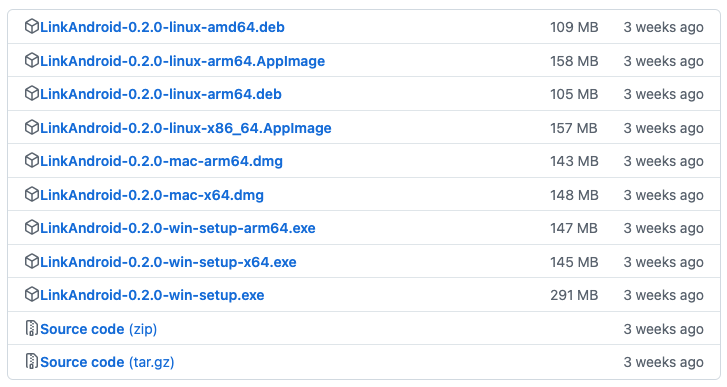 LinkAndroid-0.2.0-linux-amd64.deb 109 MB 3 weeks ago
LinkAndroid-0.2.0-linux-arm64.AppImage 158 MB 3 weeks ago
LinkAndroid-0.2.0-linux-arm64.deb 105 MB 3 weeks ago
LinkAndroid-0.2.0-linux-x86_64.AppImage 157 MB 3 weeks ago
LinkAndroid-0.2.0-mac-arm64.dmg 143 MB 3 weeks ago
LinkAndroid-0.2.0-mac-x64.dmg 148 MB 3 weeks ago
LinkAndroid-0.2.0-win-setup-arm64.exe 147 MB 3 weeks ago
LinkAndroid-0.2.0-win-setup-x64.exe 145 MB 3 weeks ago
LinkAndroid-0.2.0-win-setup.exe 291 MB 3 weeks ago
Source code (zip) 3 weeks ago
Source code (tar.gz) 3 weeks ago